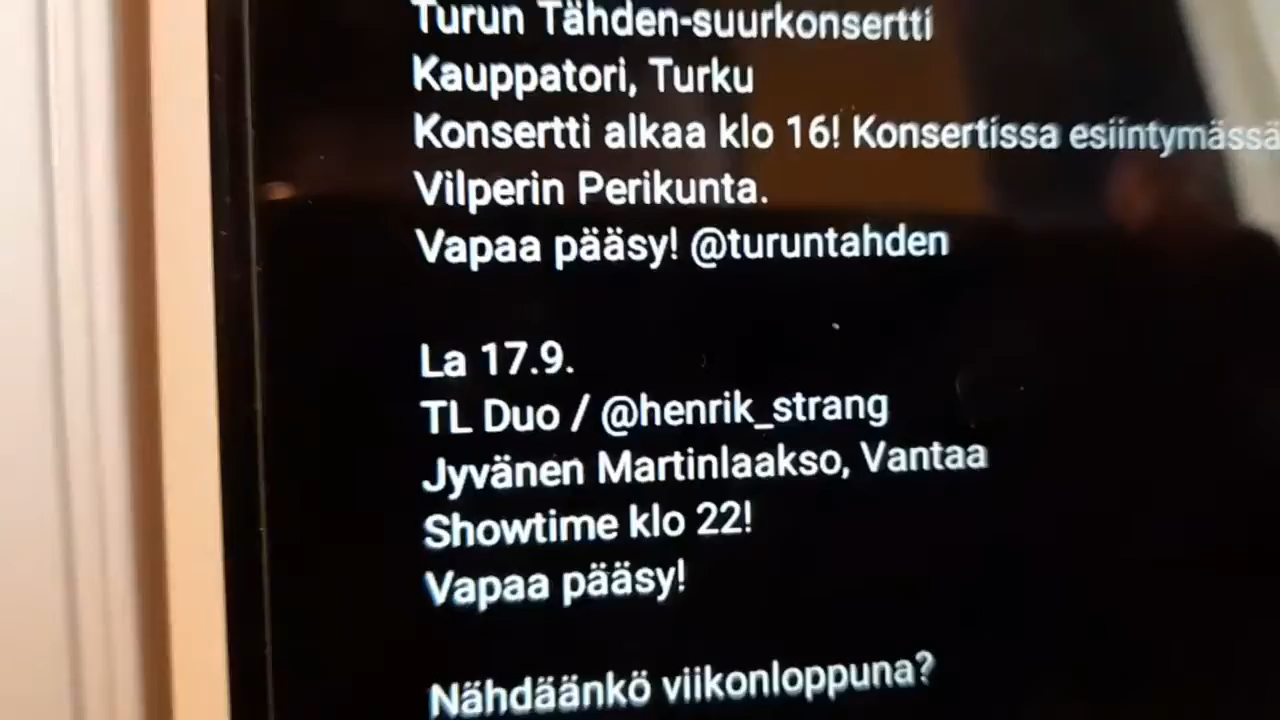 Turun Tähden-suurkonsertti
Kauppatori, Turku
Konsertti alkaa klo 16! Konsertissa esiintymässä
Vilperin Perikunta.
Vapaa pääsy! @turuntahden
La 17.9.
TL Duo / @henrik_strang
Jyvänen Martinlaakso, Vantaa
Showtime klo 22!
Vapaa pääsy!
Nähdäänkö viikonloppuna?